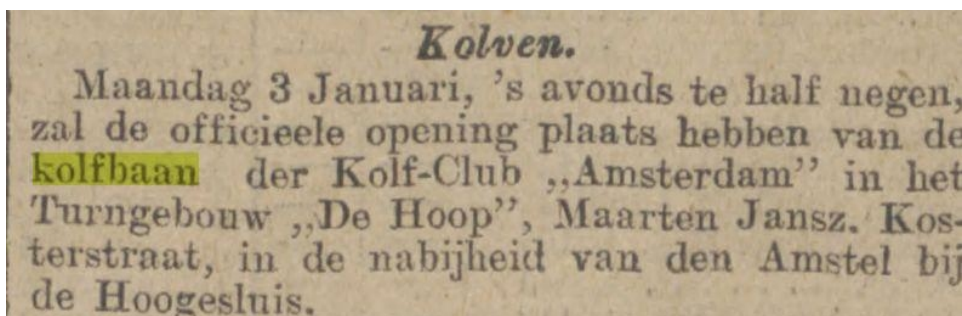 Kolven.
Maandag 3 Januari, 's avonds te half negen,
zal de officieele opening plaats hebben van de
kolfbaan der Kolf-Club „Amsterdam” in het
Turngebouw „De Hoop”, Maarten Jansz. Kos-
terstraat, in de nabijheid van den Amstel bij
de Hoogesluis.